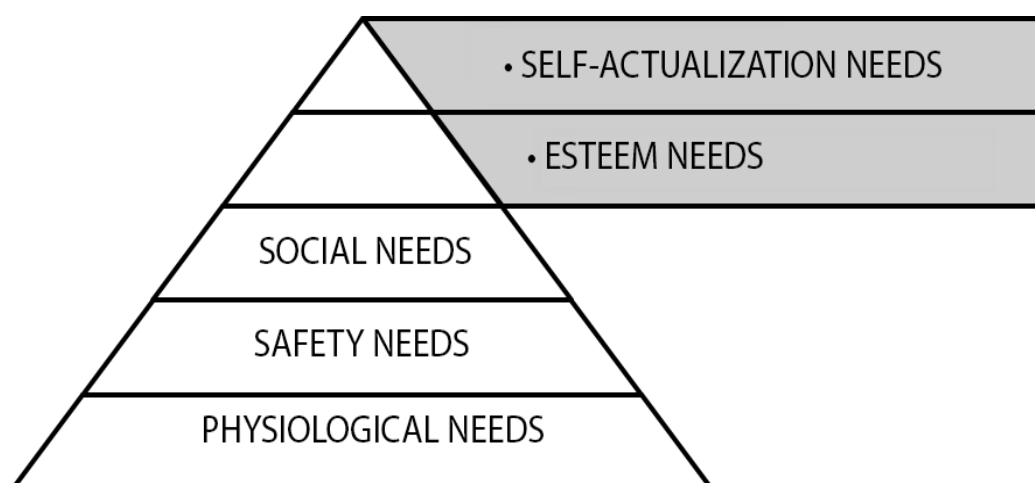 • SELF-ACTUALIZATION NEEDS
• ESTEEM NEEDS
SOCIAL NEEDS
SAFETY NEEDS
PHYSIOLOGICAL NEEDS